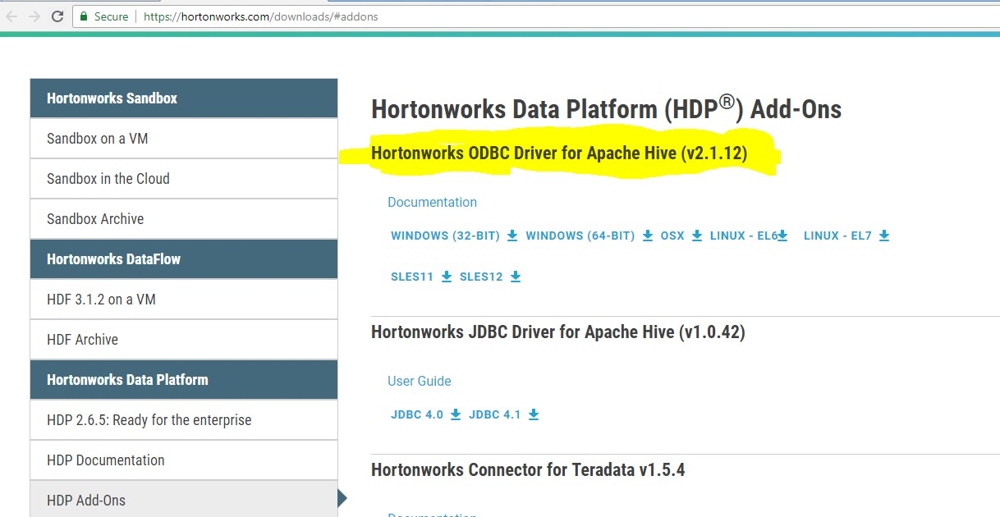 Secure https://hortonworks.com/downloads/#addons
Hortonworks Sandbox
Sandbox on a VM
Sandbox in the Cloud
Sandbox Archive
Hortonworks DataFlow
HDF 3.1.2 on a VM
HDF Archive
Hortonworks Data Platform
HDP 2.6.5: Ready for the enterprise
HDP Documentation
HDP Add-Ons
Hortonworks Data Platform (HDP®) Add-Ons
Hortonworks ODBC Driver for Apache Hive (v2.1.12)
Documentation
WINDOWS (32-BIT) WINDOWS (64-BIT) OSX LINUX - EL6 LINUX - EL7
SLES11 SLES12
Hortonworks JDBC Driver for Apache Hive (v1.0.42)
User Guide
JDBC 4.0 JDBC 4.1
Hortonworks Connector for Teradata v1.5.4
Documentation